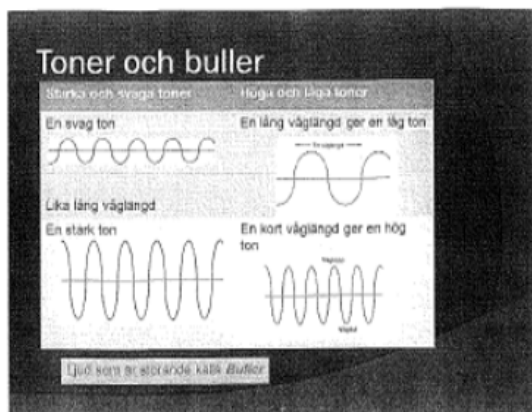 Toner och buller
Starka och svaga toner
Höga och låga toner
En svag ton
Lika lång våglängd
En lång våglängd ger en låg ton
En stark ton
En kort våglängd ger en hög
ton
Ljud som är störande kallas Buller